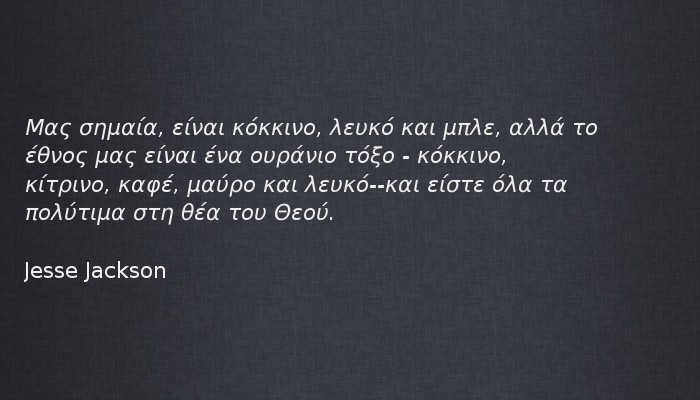 Μας σημαία, είναι κόκκινο, λευκό και μπλε, αλλά το
έθνος μας είναι ένα ουράνιο τόξο - κόκκινο,
κίτρινο, καφέ, μαύρο και λευκό--και είστε όλα τα
πολύτιμα στη θέα του Θεού.
Jesse Jackson